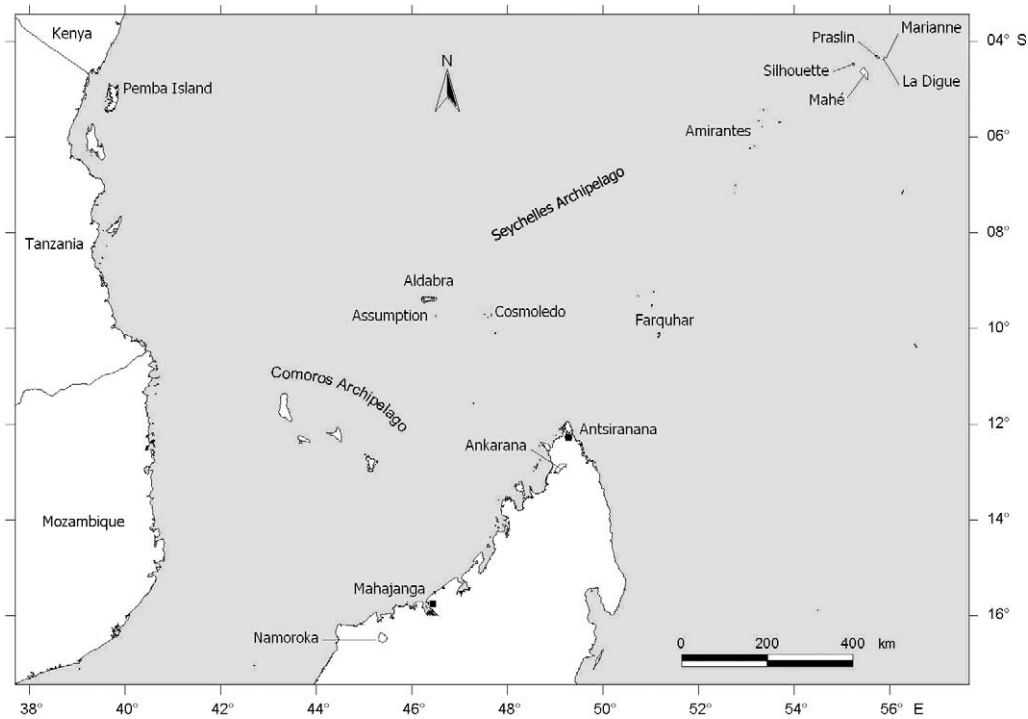 Kenya
Pemba Island
N
Praslin
Marianne
04° S
Silhouette
La Digue
Mahé
Amirantes
06°
Seychelles Archipelago
Tanzania
08°
Aldabra
Assumption
Cosmoledo
Farquhar
10°
Comoros Archipelago
Antsiranana
12°
Ankarana
Mozambique
14°
Mahajanga
16°
Namoroka
0 200 400 km
38° 40° 42° 44° 46° 48° 50° 52° 54° 56° E